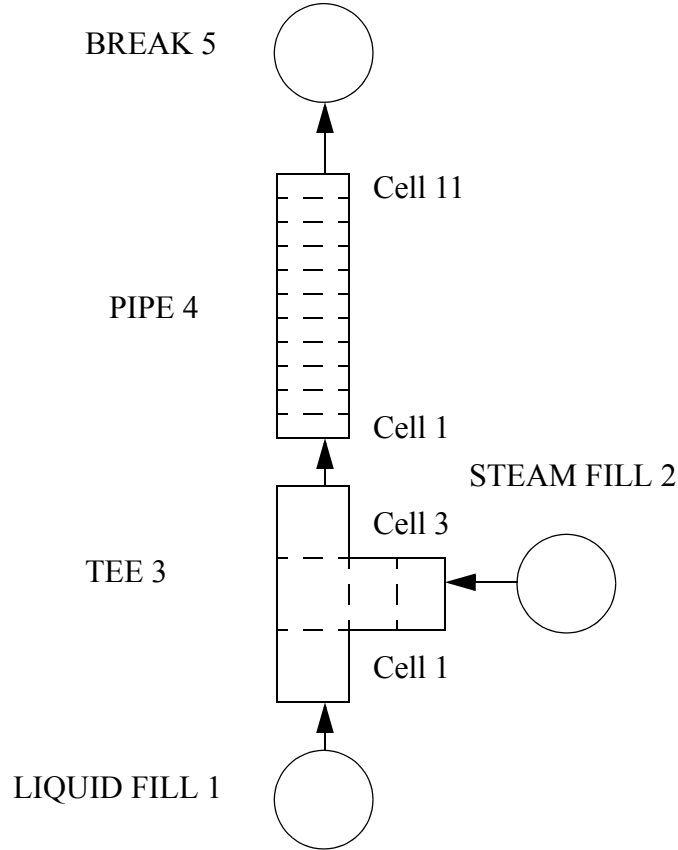 BREAK 5
Cell 11
PIPE 4
Cell 1
STEAM FILL 2
Cell 3
TEE 3
Cell 1
LIQUID FILL 1